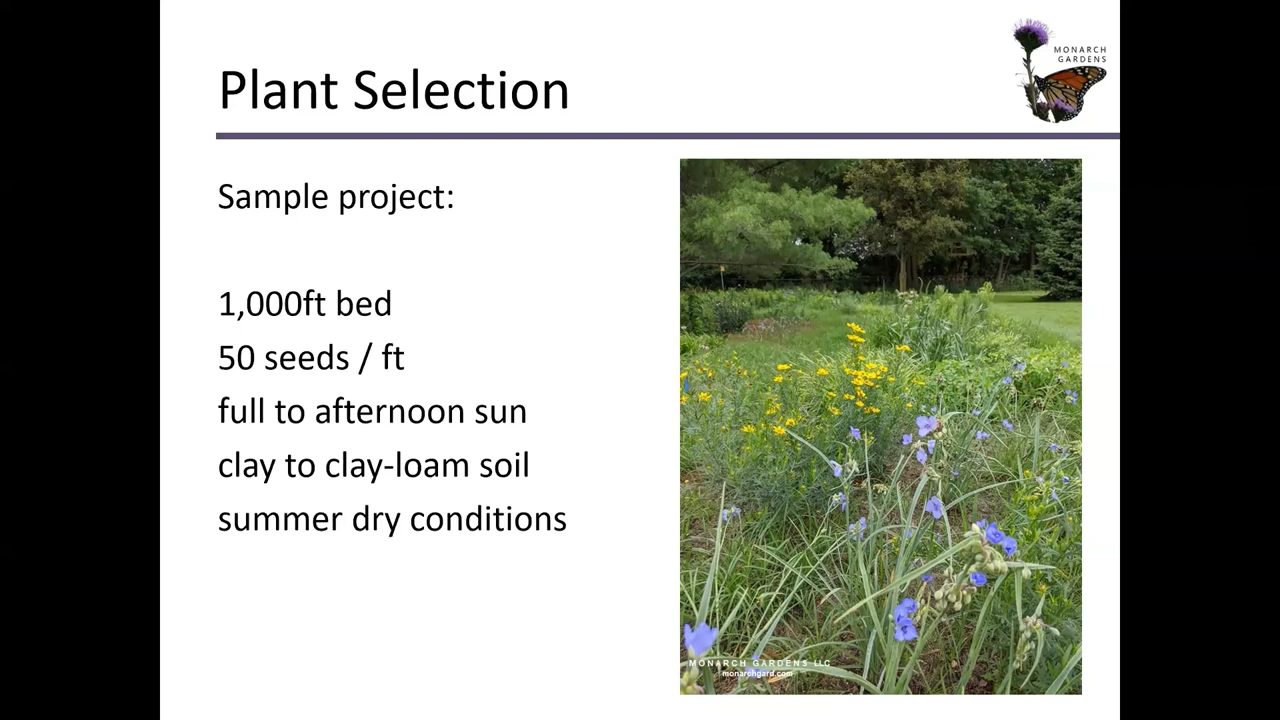 MONARCH
GARDENS
Plant Selection
Sample project:
1,000ft bed
50 seeds / ft
full to afternoon sun
clay to clay-loam soil
summer dry conditions
MONARCH GARDENS LLC
monarchgard.com